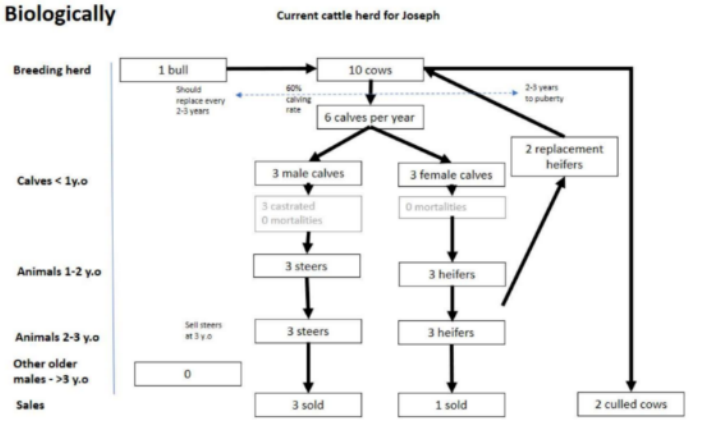 Biologically
Current cattle herd for Joseph
Breeding herd
1 bull
10 cows
Should
replace every
2-3 years
60%
calving
rate
2-3 years
to puberty
6 calves per year
2 replacement
heifers
Calves < 1y.o
3 male calves
3 female calves
3 castrated
0 mortalities
0 mortalities
Animals 1-2 y.o
3 steers
3 heifers
Animals 2-3 y.o
Sell steers
at 3 y.o
3 steers
3 heifers
Other older
males - >3 y.o
0
Sales
3 sold
1 sold
2 culled cows